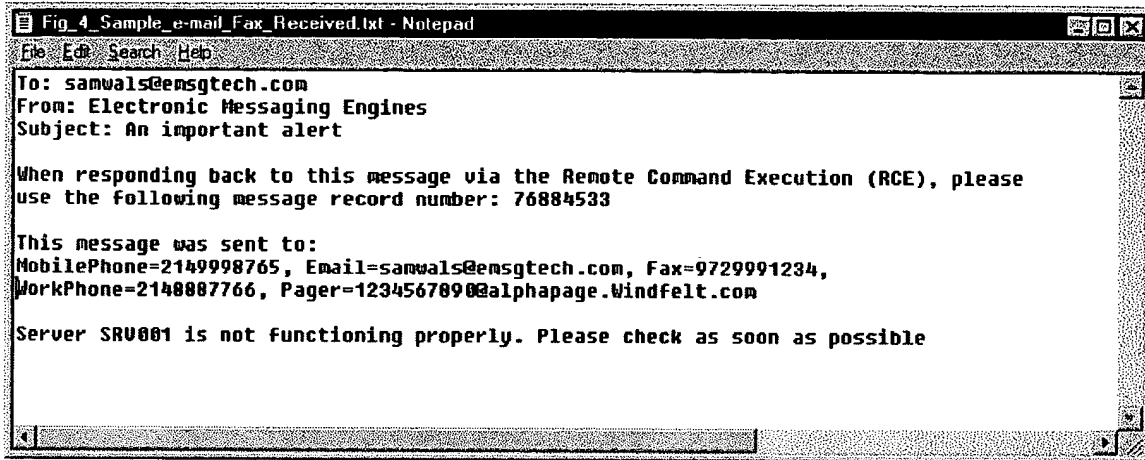 Fig_4_Sample_e-mail_Fax_Received.txt - Notepad
File Edit Search Help
To: samwals@emsgtech.com
From: Electronic Messaging Engines
Subject: An important alert
When responding back to this message via the Remote Command Execution (RCE), please
use the following message record number: 76884533
This message was sent to:
MobilePhone=2149998765, Email=samwals@emsgtech.com, Fax=9729991234,
WorkPhone=2148887766, Pager=1234567890@alphapage.Windfelt.com
Server SRV001 is not functioning properly. Please check as soon as possible